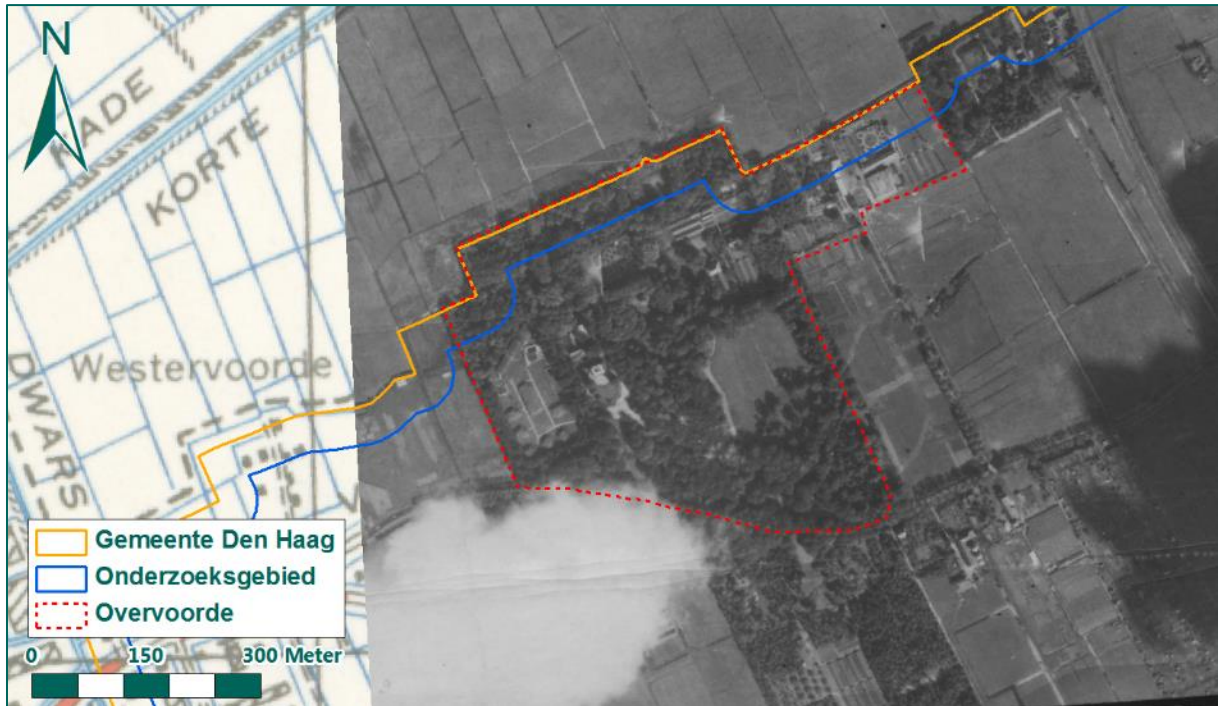 N
KADE
KORTE
Westervoorde
DWARS
Gemeente Den Haag
Onderzoeksgebied
Overvoorde
0 150 300 Meter